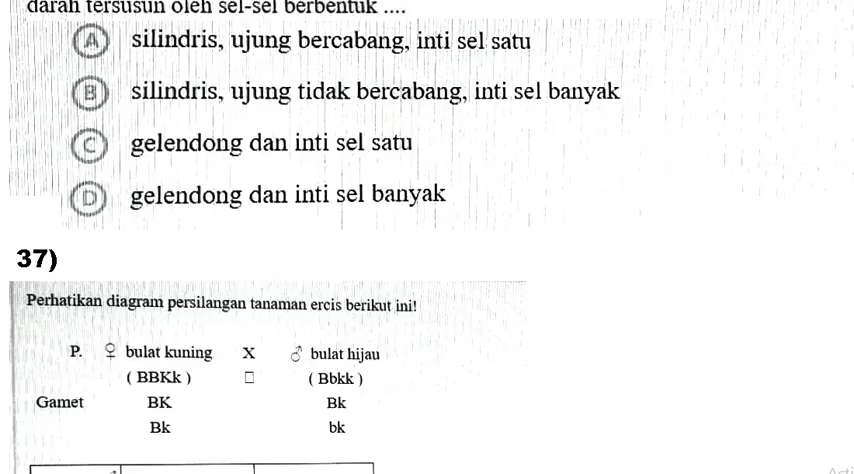 darah tersusun oleh sel-sel berbentuk ....
A silindris, ujung bercabang, inti sel satu
B silindris, ujung tidak bercabang, inti sel banyak
C gelendong dan inti sel satu
D gelendong dan inti sel banyak
37)
Perhatikan diagram persilangan tanaman ercis berikut ini!
P. ♀ bulat kuning X ♂ bulat hijau
( BBKk ) □ ( Bbkk )
Gamet BK Bk
Bk bk